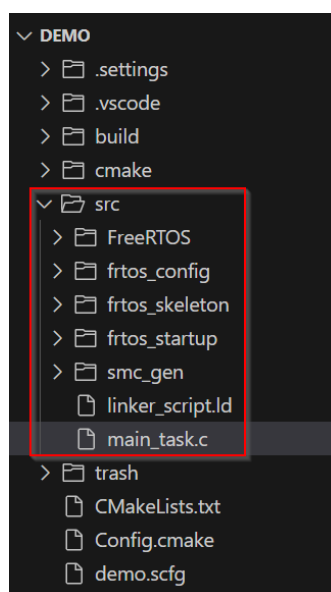 DEMO
.settings
.vscode
build
cmake
src
FreeRTOS
frtos_config
frtos_skeleton
frtos_startup
smc_gen
linker_script.ld
main_task.c
trash
CMakeLists.txt
Config.cmake
demo.scfg